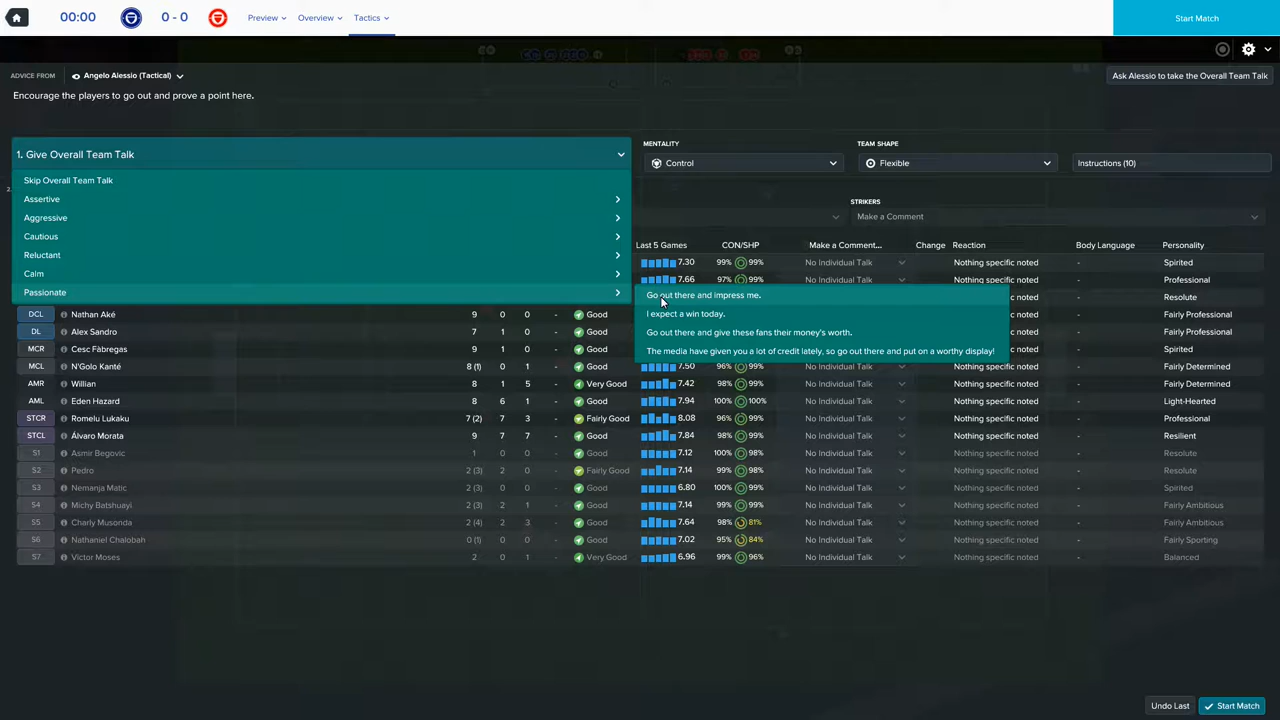 00:00 0 - 0 Preview Overview Tactics Start Match
ADVICE FROM Angelo Alessio (Tactical) Ask Alessio to take the Overall Team Talk
Encourage the players to go out and prove a point here.
MENTALITY TEAM SHAPE
1. Give Overall Team Talk Control Flexible Instructions (10)
Skip Overall Team Talk
2.
Assertive STRIKERS
Aggressive Make a Comment
Cautious Last 5 Games CON/SHP Make a Comment... Change Reaction Body Language Personality
Reluctant 7.30 99% 99% No Individual Talk Nothing specific noted - Spirited
Calm 7.66 97% 99% No Individual Talk Nothing specific noted - Professional
Passionate Go out there and impress me. Resolute
DCL Nathan Aké 9 0 0 - Good I expect a win today. Fairly Professional
DL Alex Sandro 7 1 0 - Good Go out there and give these fans their money's worth. Fairly Professional
MCR Cesc Fàbregas 9 1 0 - Good The media have given you a lot of credit lately, so go out there and put on a worthy display! Spirited
MCL N'Golo Kanté 8 (1) 0 1 - Good 7.50 96% 99% No Individual Talk Nothing specific noted - Fairly Determined
AMR Willian 8 1 5 - Very Good 7.42 98% 99% No Individual Talk Nothing specific noted - Fairly Determined
AML Eden Hazard 8 6 1 - Good 7.94 100% 100% No Individual Talk Nothing specific noted - Light-Hearted
STCR Romelu Lukaku 7 (2) 7 3 - Fairly Good 8.08 96% 99% No Individual Talk Nothing specific noted - Professional
STCL Álvaro Morata 9 7 7 - Good 7.84 98% 99% No Individual Talk Nothing specific noted - Resilient
S1 Asmir Begovic 1 0 0 - Good 7.12 100% 98% No Individual Talk Nothing specific noted - Resolute
S2 Pedro 2 (3) 2 0 - Fairly Good 7.14 99% 98% No Individual Talk Nothing specific noted - Resolute
S3 Nemanja Matic 2 (3) 0 0 - Good 6.80 100% 99% No Individual Talk Nothing specific noted - Spirited
S4 Michy Batshuayi 2 (3) 2 1 - Good 7.14 99% 99% No Individual Talk Nothing specific noted - Fairly Ambitious
S5 Charly Musonda 2 (4) 2 3 - Good 7.64 98% 81% No Individual Talk Nothing specific noted - Fairly Ambitious
S6 Nathaniel Chalobah 0 (1) 0 0 - Good 7.02 95% 84% No Individual Talk Nothing specific noted - Fairly Sporting
S7 Victor Moses 2 0 1 - Very Good 6.96 99% 96% No Individual Talk Nothing specific noted - Balanced
Undo Last Start Match